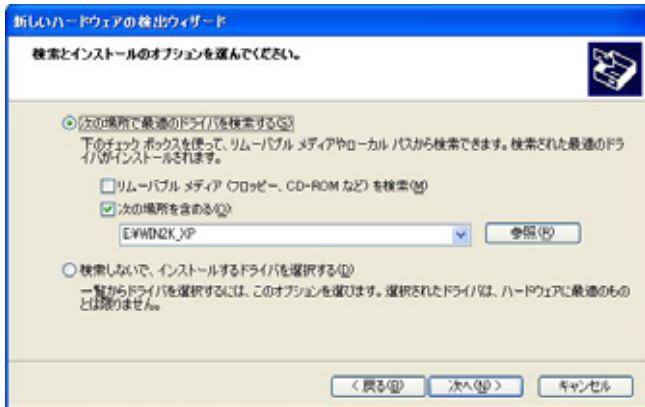 新しいハードウェアの検出ウィザード
検索とインストールのオプションを選んでください。
次の場所で最適のドライバを検索する(S)
下のチェック ボックスを使って、リムーバブル メディアやローカル パスから検索できます。検索された最適のドラ
イバがインストールされます。
リムーバブル メディア (フロッピー、CD-ROM など) を検索(M)
次の場所を含める(O):
E:¥WIN2K_XP
参照(R)
検索しないで、インストールするドライバを選択する(D)
一覧からドライバを選択するには、このオプションを選びます。選択されたドライバは、ハードウェアに最適のもの
とは限りません。
< 戻る(B)
次へ(N) >
キャンセル